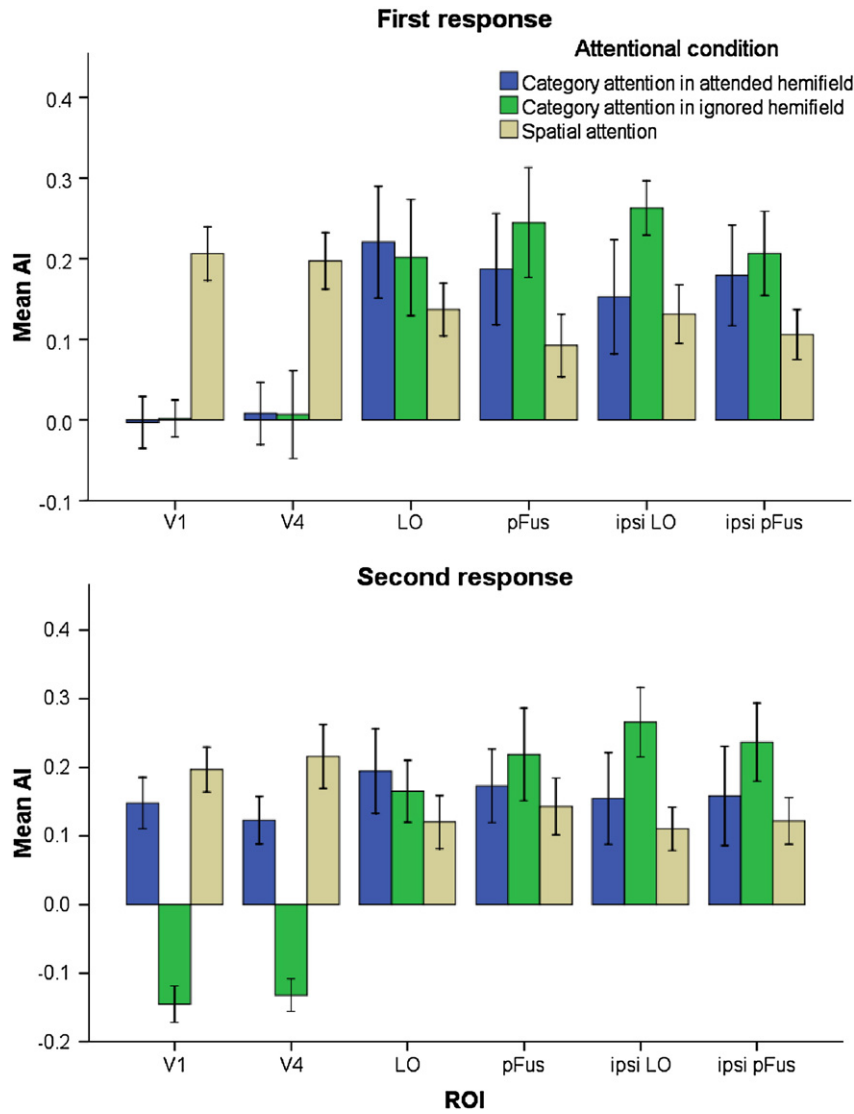 First response
Attentional condition
Category attention in attended hemifield
Category attention in ignored hemifield
Spatial attention
Mean AI
0.4
0.3
0.2
0.1
0.0
-0.1
V1 V4 LO pFus ipsi LO ipsi pFus
Second response
Mean AI
0.4
0.3
0.2
0.1
0.0
-0.1
-0.2
V1 V4 LO pFus ipsi LO ipsi pFus
ROI